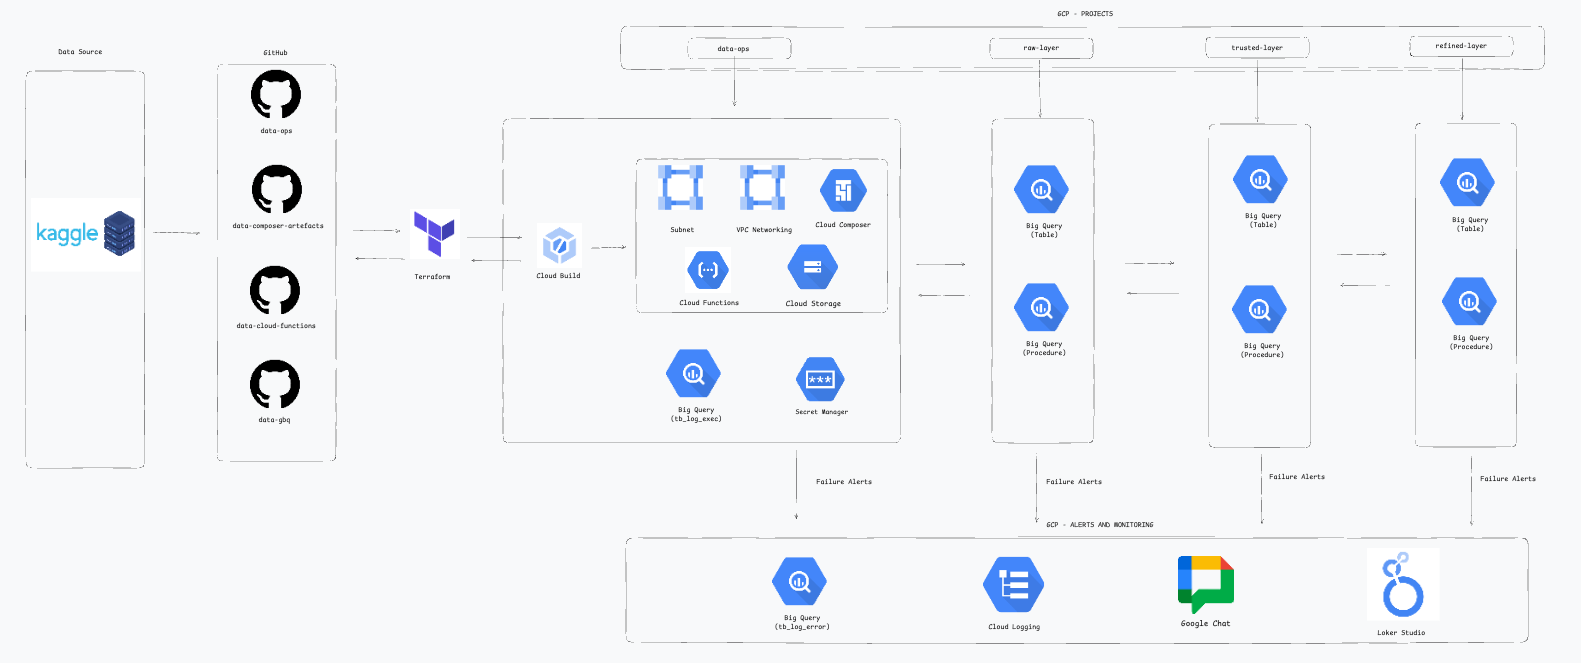 GCP - PROJECTS
data-ops
raw-layer
trusted-layer
refined-layer
Data Source
kaggle
GitHub
data-ops
data-composer-artefacts
data-cloud-functions
data-gbq
Terraform
Cloud Build
Subnet
VPC Networking
Cloud Composer
Cloud Functions
Cloud Storage
Big Query
(tb_log_exec)
***
Secret Manager
Big Query
(Table)
Big Query
(Procedure)
Big Query
(Table)
Big Query
(Procedure)
Big Query
(Table)
Big Query
(Procedure)
Failure Alerts
Failure Alerts
Failure Alerts
Failure Alerts
GCP - ALERTS AND MONITORING
Big Query
(tb_log_error)
Cloud Logging
Google Chat
Loker Studio